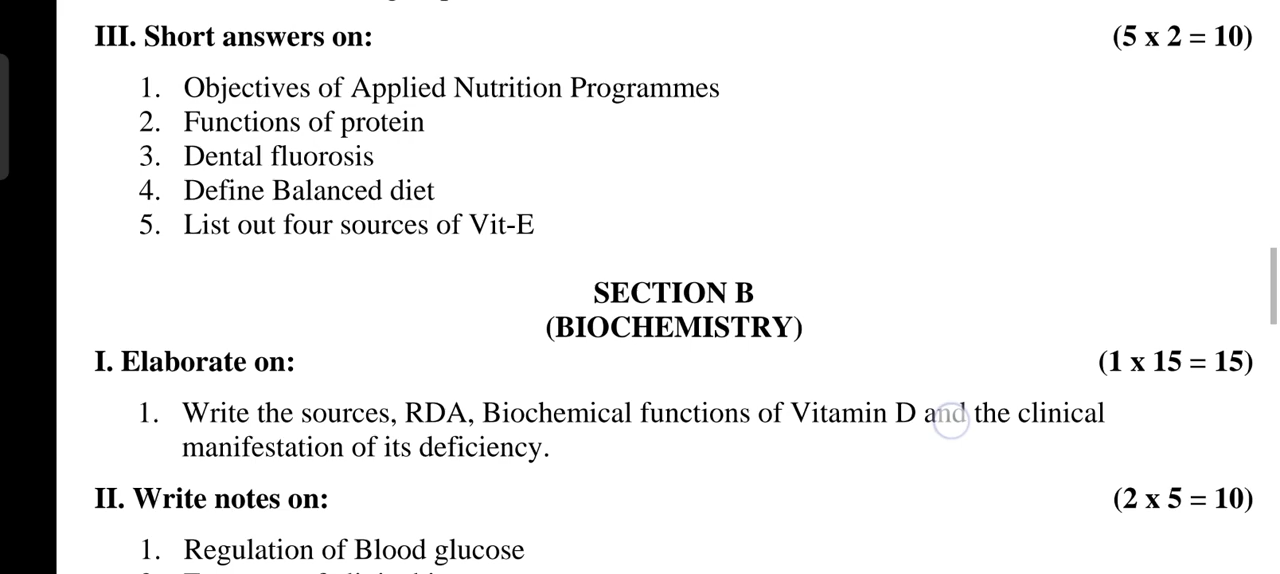 III. Short answers on: (5 x 2 = 10)
1. Objectives of Applied Nutrition Programmes
2. Functions of protein
3. Dental fluorosis
4. Define Balanced diet
5. List out four sources of Vit-E
SECTION B
(BIOCHEMISTRY)
I. Elaborate on: (1 x 15 = 15)
1. Write the sources, RDA, Biochemical functions of Vitamin D and the clinical
manifestation of its deficiency.
II. Write notes on: (2 x 5 = 10)
1. Regulation of Blood glucose